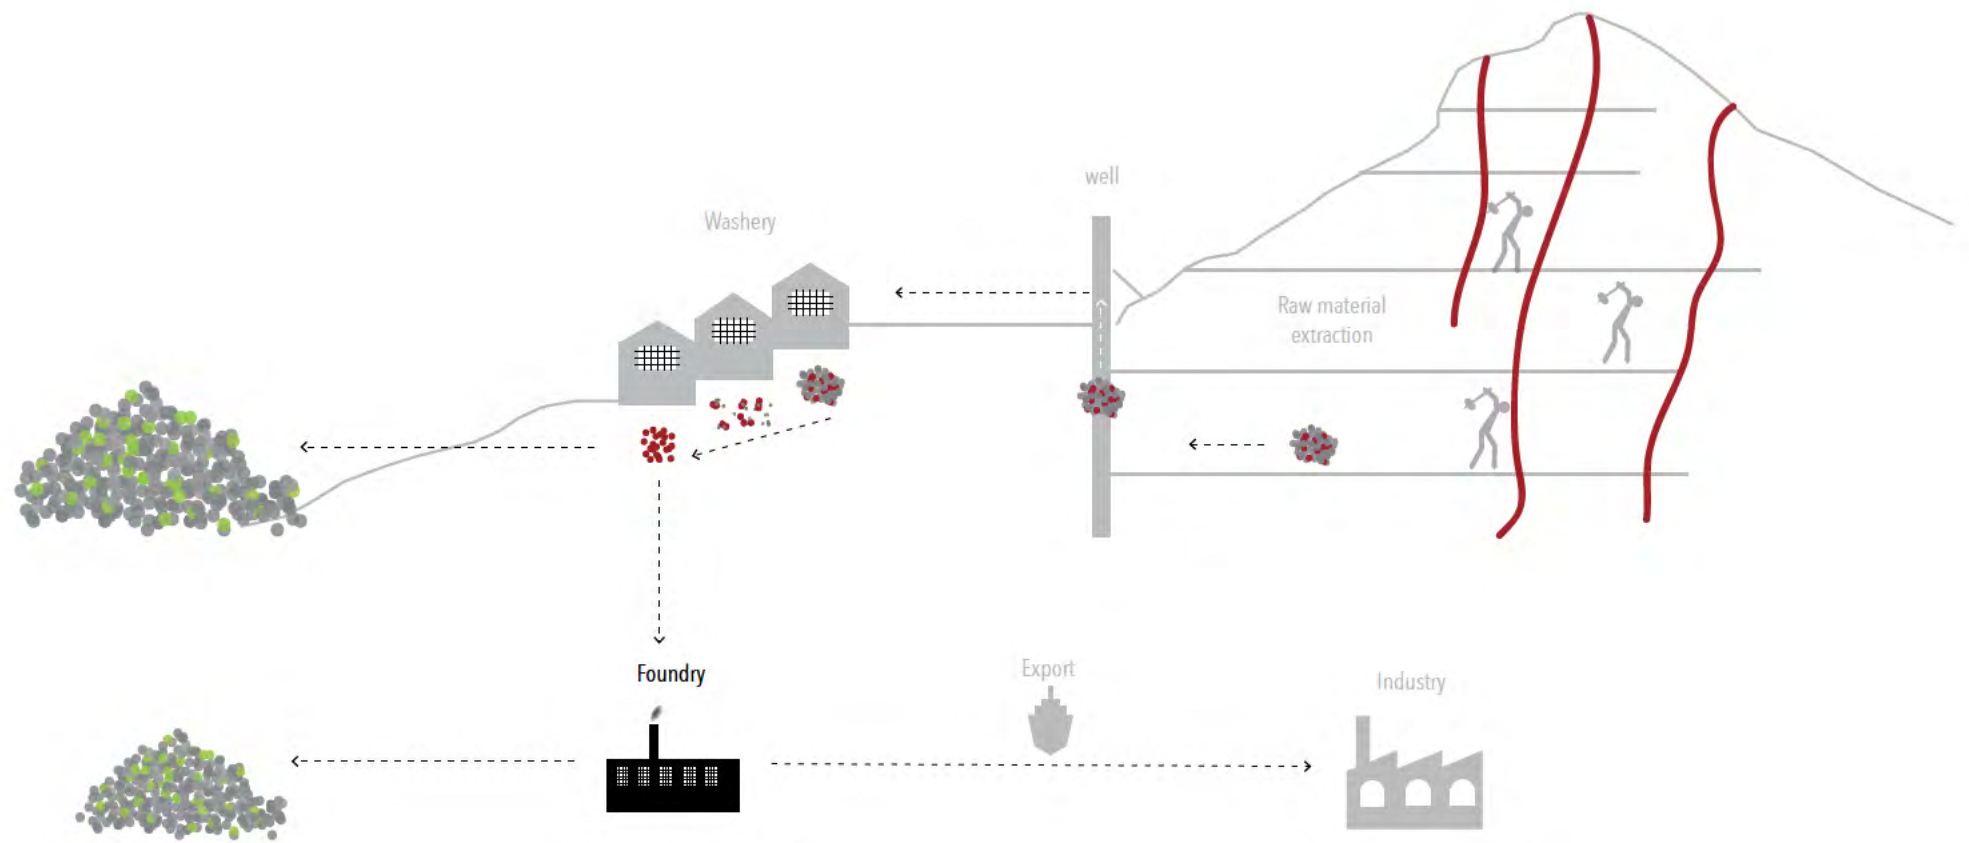 well
Washery
Raw material
extraction
Foundry
Export
Industry